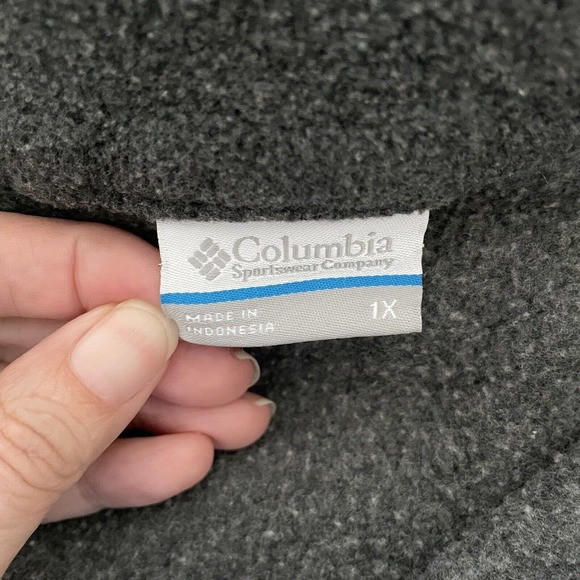 Columbia
Sportswear Company
MADE IN
INDONESIA
1X